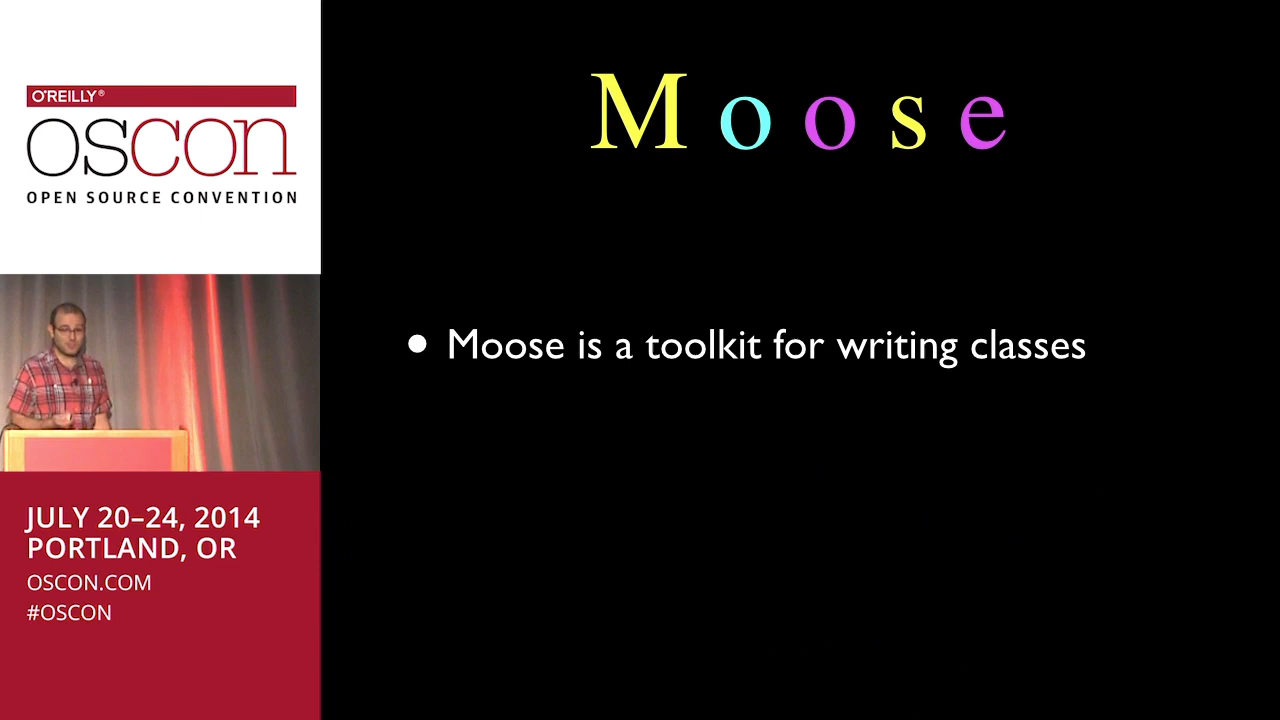 O'REILLY®
OSCON
OPEN SOURCE CONVENTION
JULY 20–24, 2014
PORTLAND, OR
OSCON.COM
#OSCON
Moose
• Moose is a toolkit for writing classes